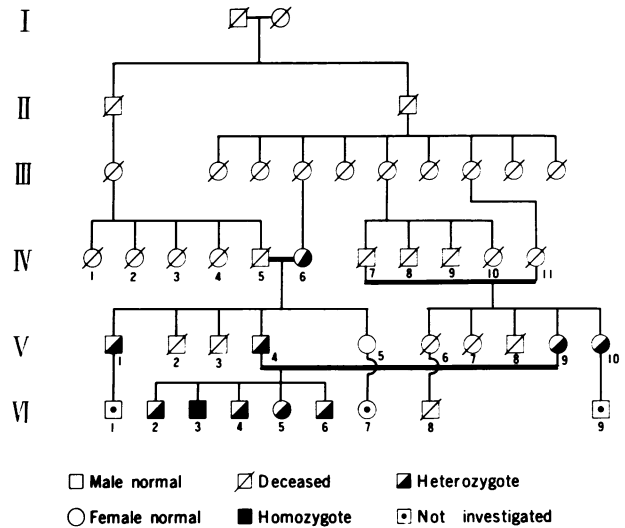 I
II
III
IV
1 2 3 4 5 6 7 8 9 10 11
V
1 2 3 4 5 6 7 8 9 10
VI
1 2 3 4 5 6 7 8 9
Male normal Deceased Heterozygote
Female normal Homozygote Not investigated